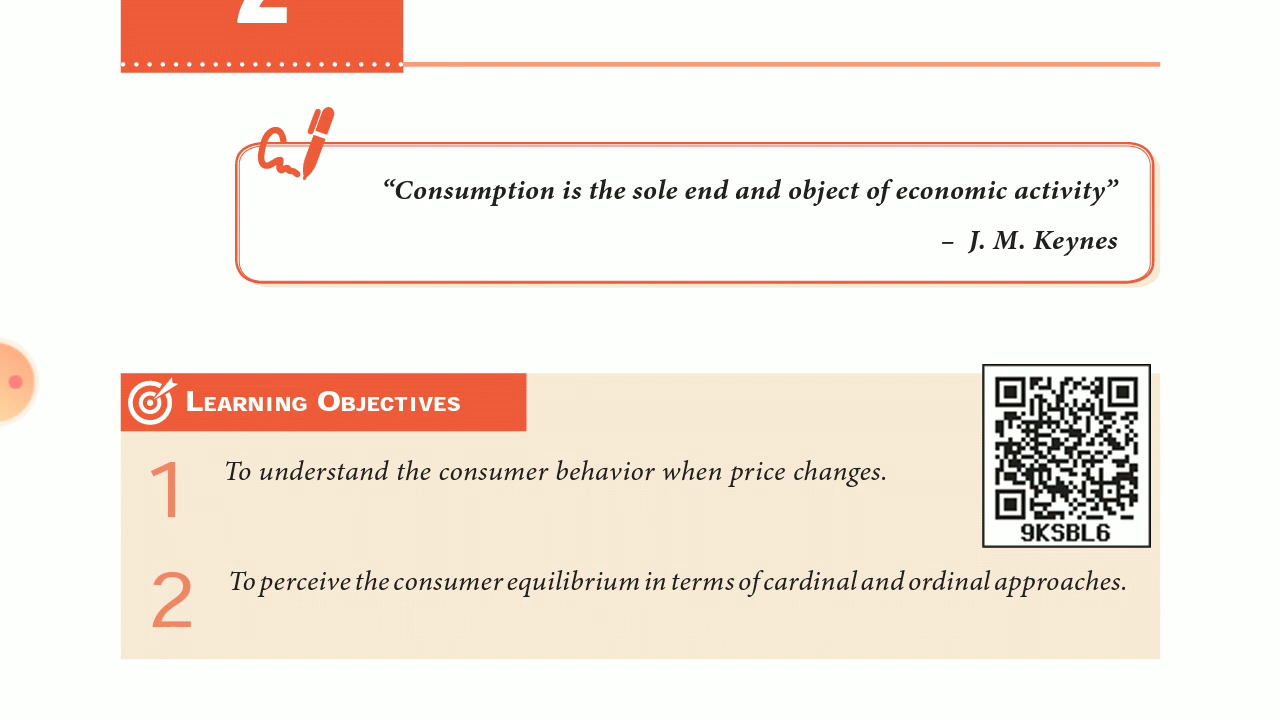 2
“Consumption is the sole end and object of economic activity”
– J. M. Keynes
Learning Objectives
1 To understand the consumer behavior when price changes.
9KSBL6
2 To perceive the consumer equilibrium in terms of cardinal and ordinal approaches.